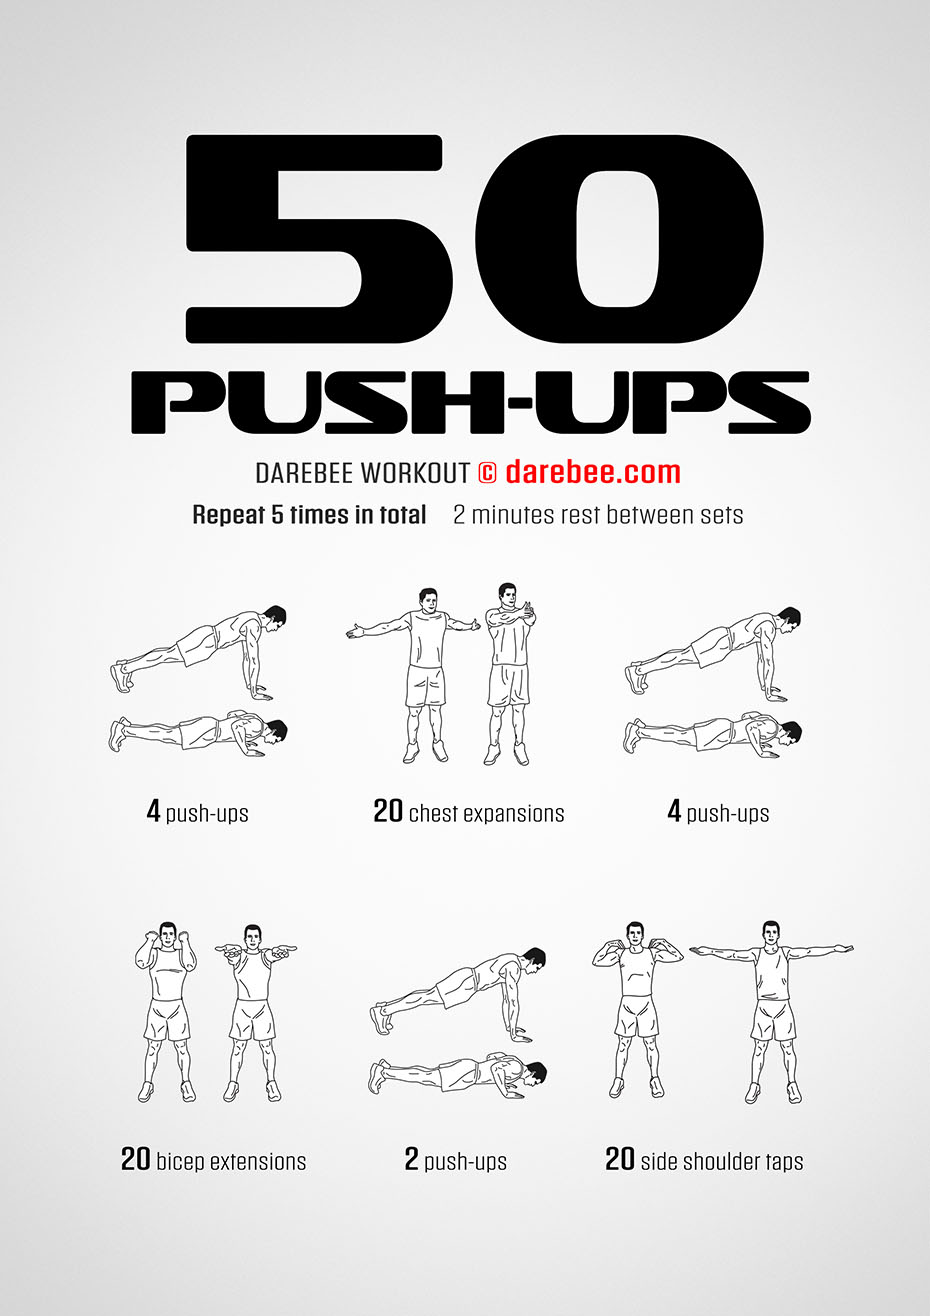 50
PUSH-UPS
DAREBEE WORKOUT © darebee.com
Repeat 5 times in total 2 minutes rest between sets
4 push-ups
20 chest expansions
4 push-ups
20 bicep extensions
2 push-ups
20 side shoulder taps